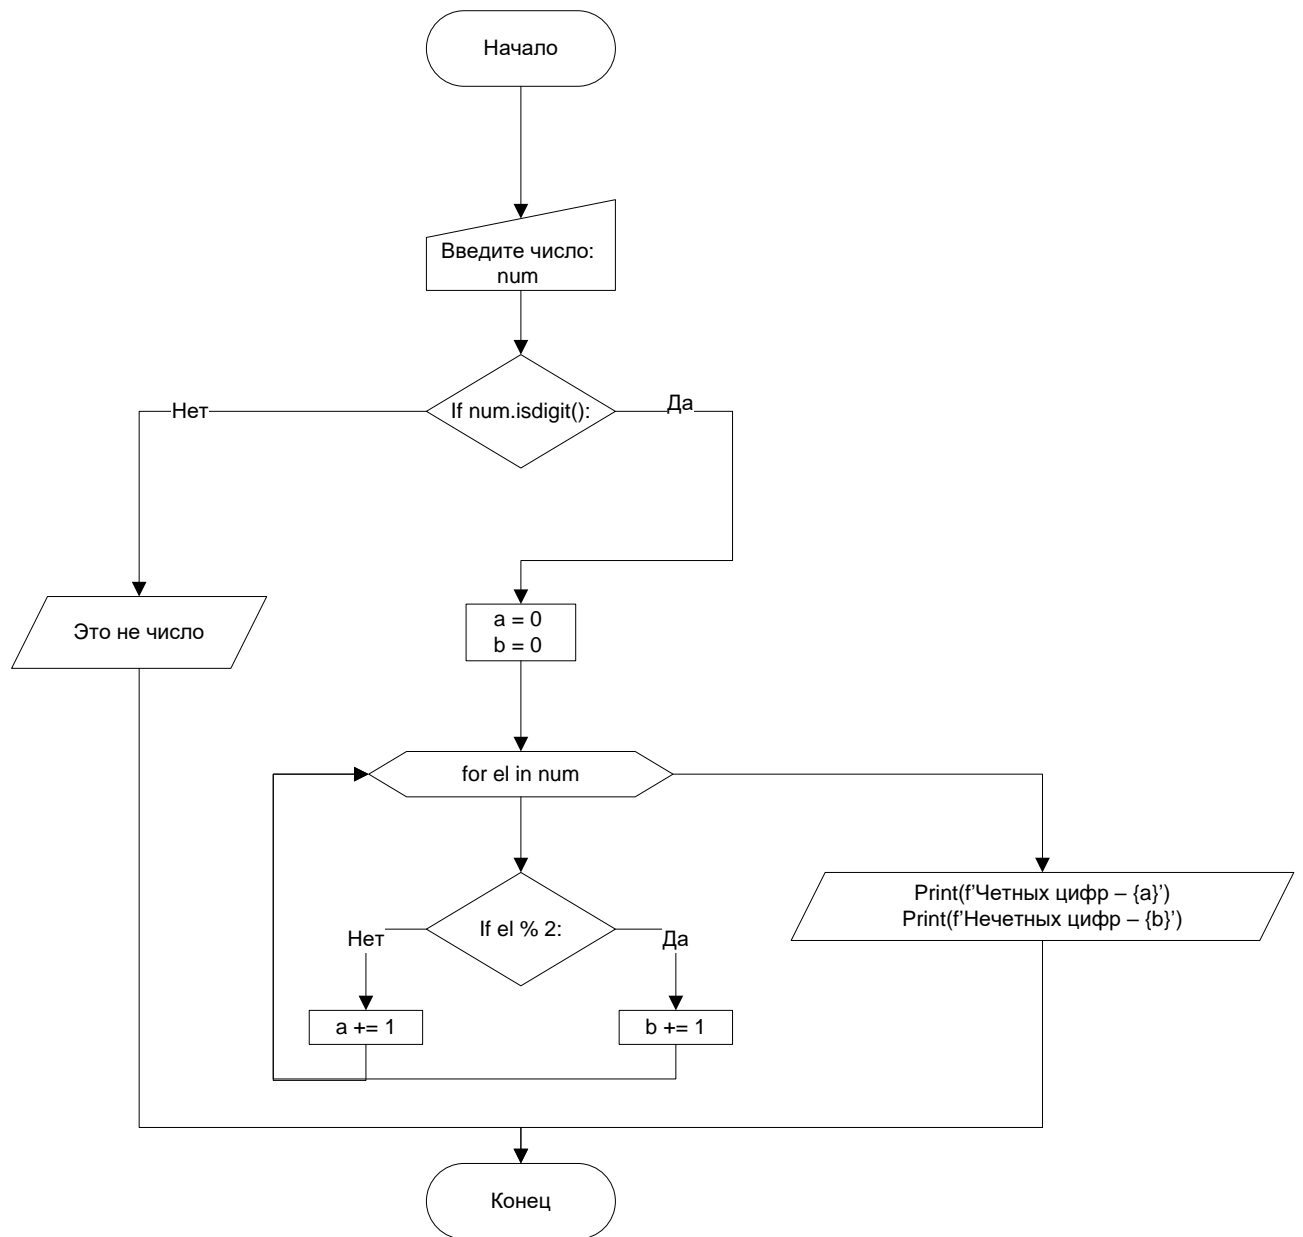 Начало
Введите число:
num
If num.isdigit():
Нет
Да
Это не число
a = 0
b = 0
for el in num
If el % 2:
Нет
Да
a += 1
b += 1
Print(f’Четных цифр – {a}’)
Print(f’Нечетных цифр – {b}’)
Конец